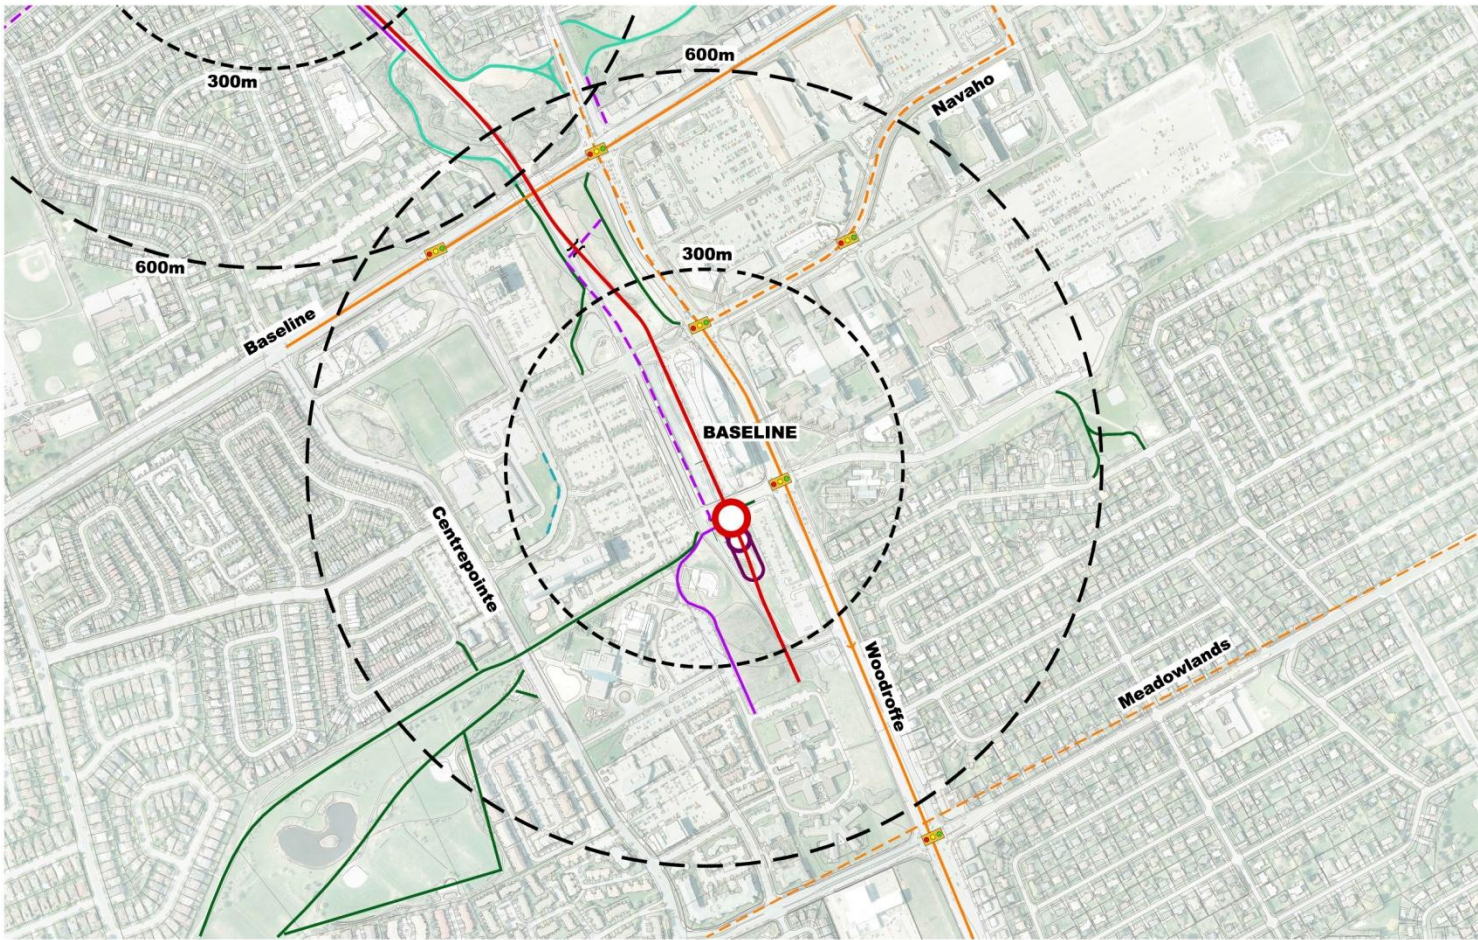 600m
300m
Navaho
300m
600m
Baseline
BASELINE
Centrepointe
Woodroffe
Meadowlands